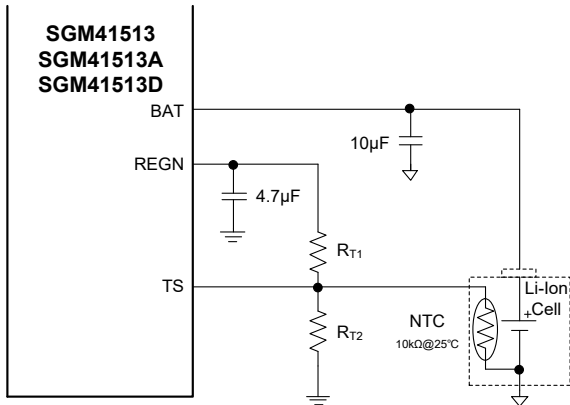 SGM41513
SGM41513A
SGM41513D
BAT
10µF
REGN
4.7µF
RT1
TS
Li-Ion
+Cell
NTC
10kΩ@25℃
RT2